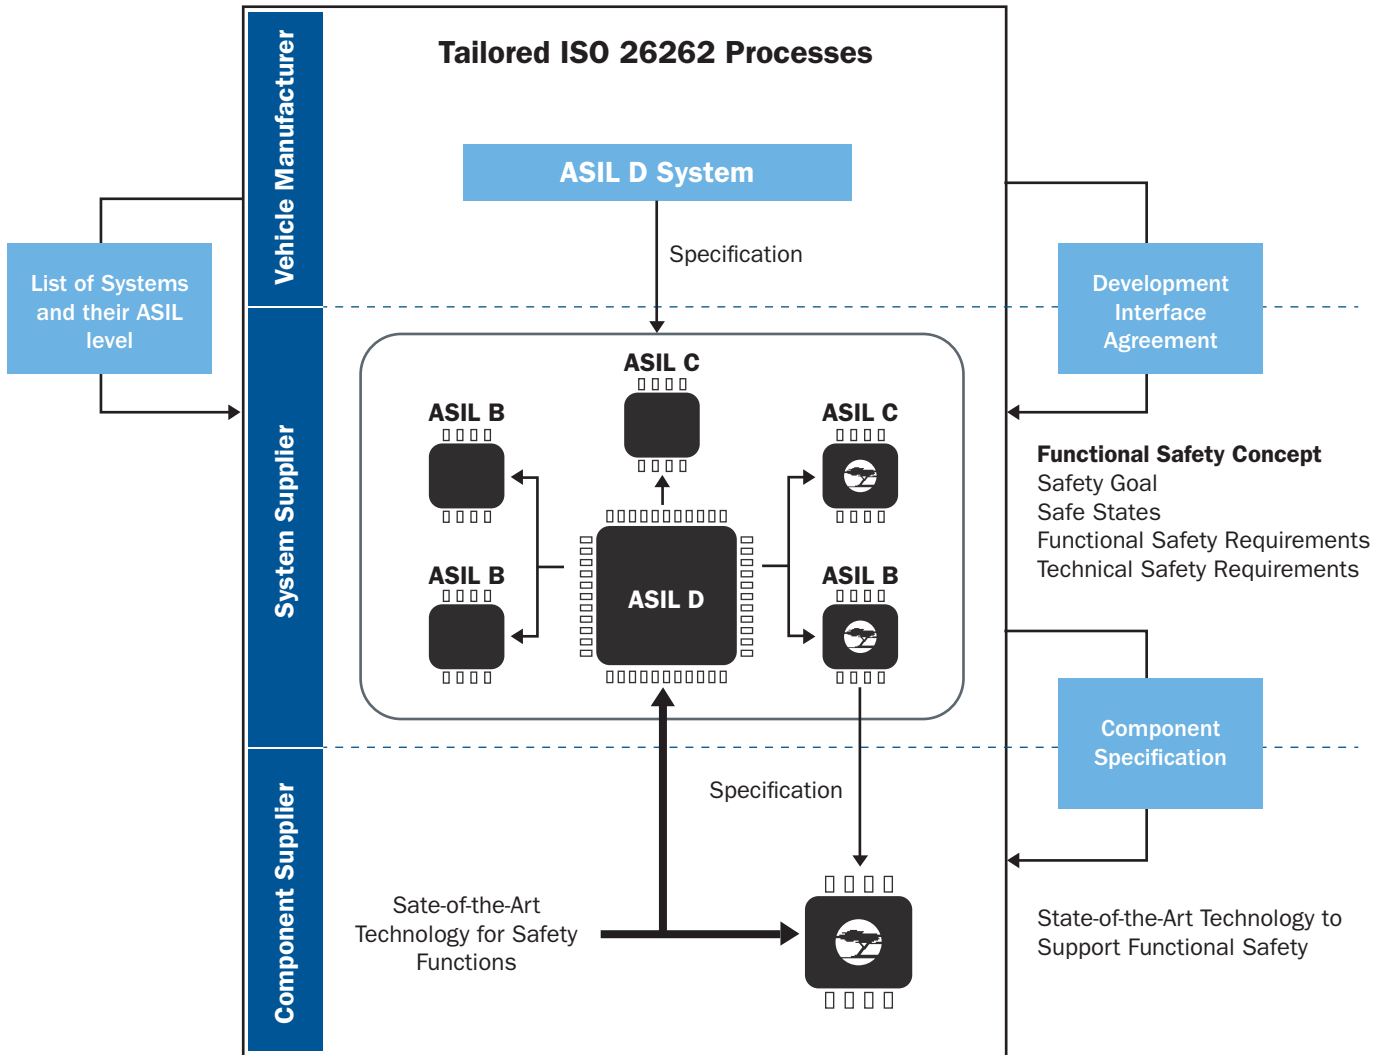 Tailored ISO 26262 Processes
Vehicle Manufacturer
ASIL D System
Specification
List of Systems
and their ASIL
level
Development
Interface
Agreement
System Supplier
ASIL C
ASIL B
ASIL C
ASIL B
ASIL D
ASIL B
Functional Safety Concept
Safety Goal
Safe States
Functional Safety Requirements
Technical Safety Requirements
Component
Specification
Component Supplier
Specification
Sate-of-the-Art
Technology for Safety
Functions
State-of-the-Art Technology to
Support Functional Safety